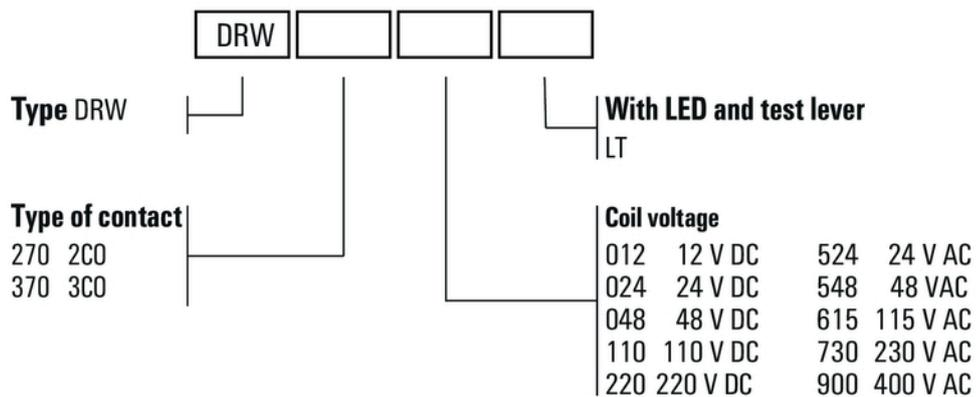 DRW
Type DRW
With LED and test lever
LT
Type of contact
270 2CO
370 3CO
Coil voltage
012 12 V DC 524 24 V AC
024 24 V DC 548 48 VAC
048 48 V DC 615 115 V AC
110 110 V DC 730 230 V AC
220 220 V DC 900 400 V AC